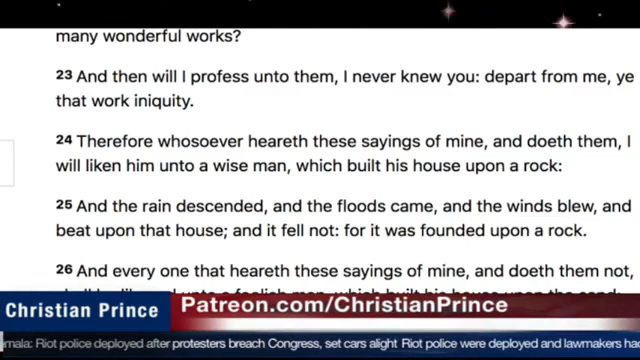 many wonderful works?
23 And then will I profess unto them, I never knew you: depart from me, ye
that work iniquity.
24 Therefore whosoever heareth these sayings of mine, and doeth them, I
will liken him unto a wise man, which built his house upon a rock:
25 And the rain descended, and the floods came, and the winds blew, and
beat upon that house; and it fell not: for it was founded upon a rock.
26 And every one that heareth these sayings of mine, and doeth them not,
Christian Prince
Patreon.com/ChristianPrince
mala: Riot police deployed after protesters breach Congress, set cars alight Riot police were deployed and lawmakers ha